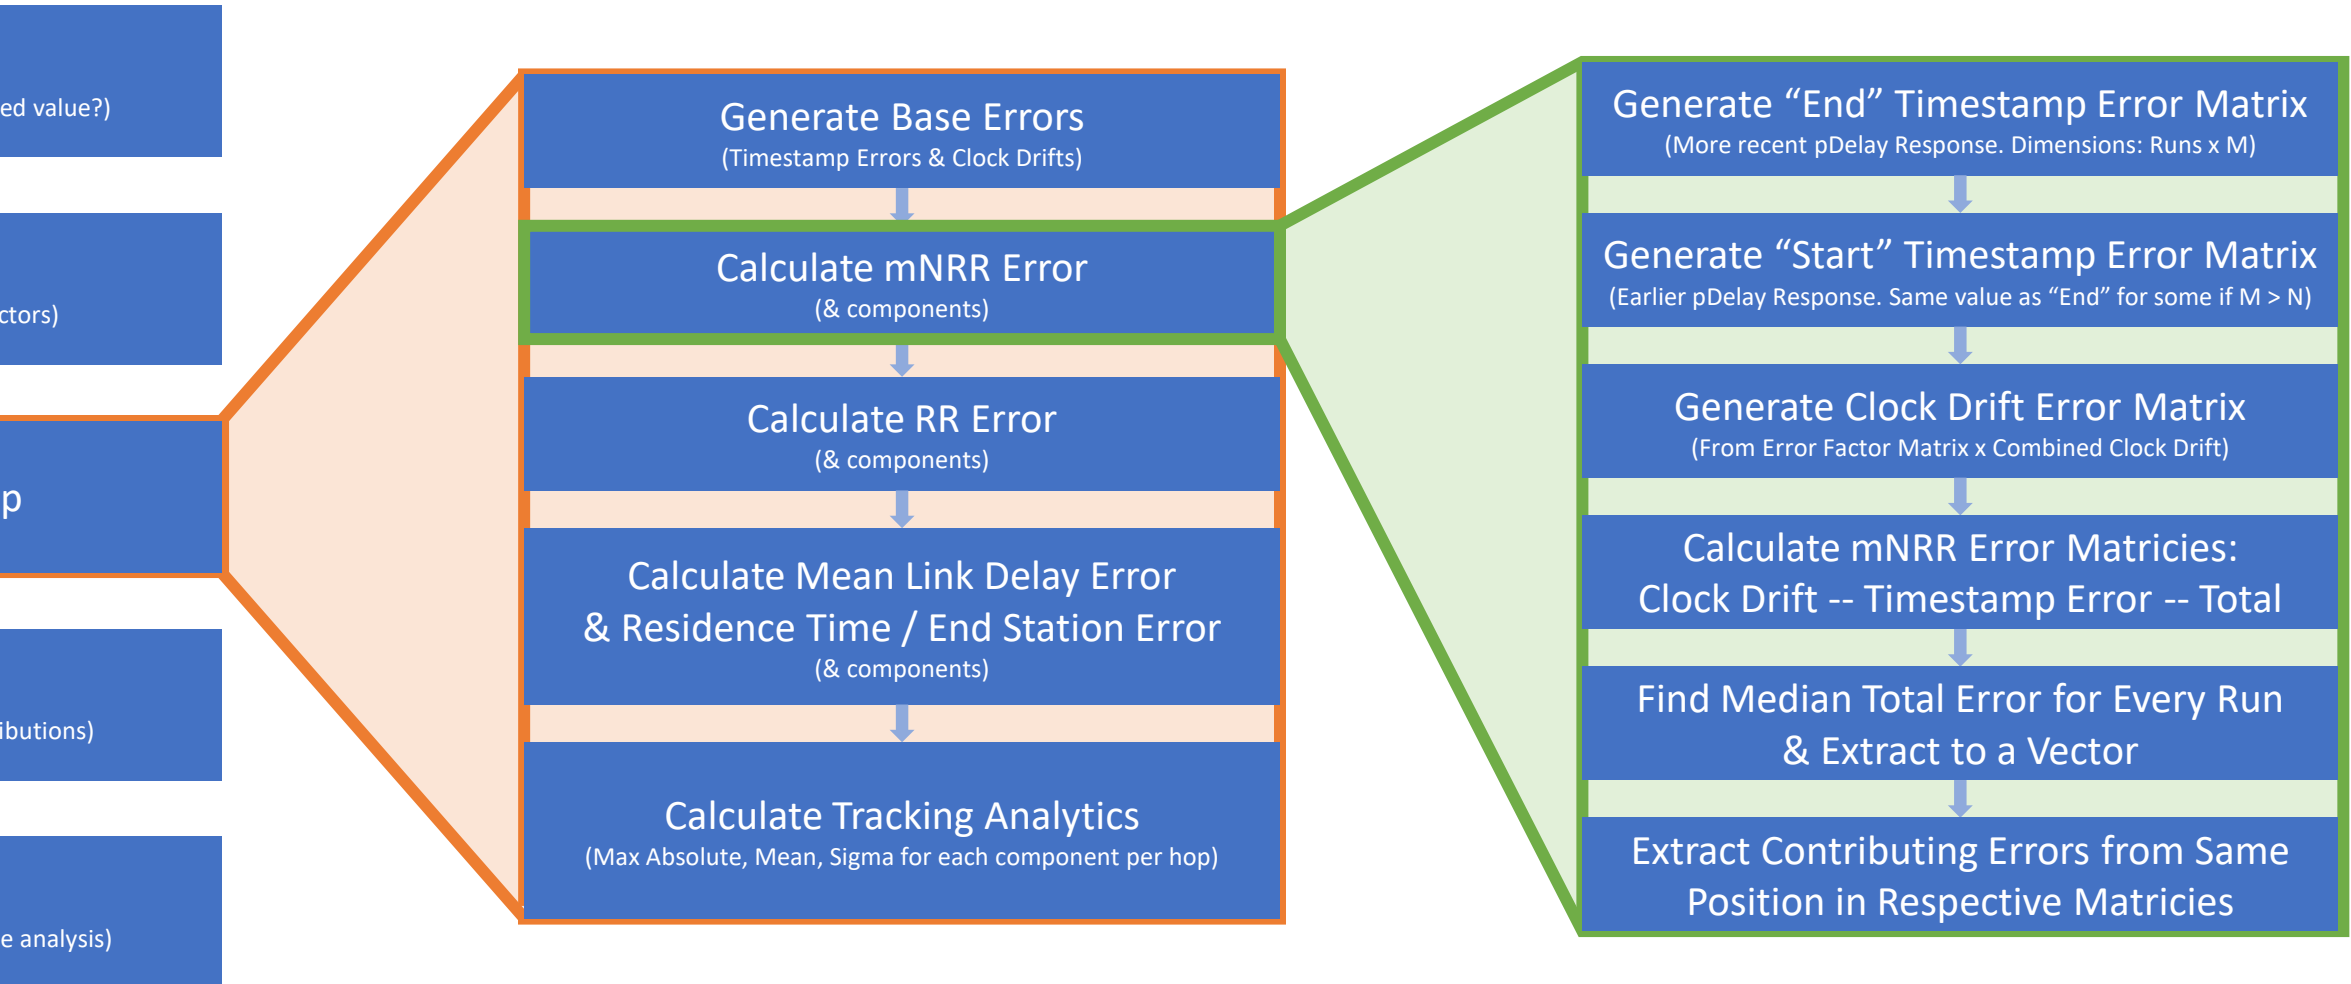 ed value?)
ctors)
p
ibutions)
e analysis)
Generate Base Errors
(Timestamp Errors & Clock Drifts)
Calculate mNRR Error
(& components)
Calculate RR Error
(& components)
Calculate Mean Link Delay Error
& Residence Time / End Station Error
(& components)
Calculate Tracking Analytics
(Max Absolute, Mean, Sigma for each component per hop)
Generate “End” Timestamp Error Matrix
(More recent pDelay Response. Dimensions: Runs x M)
Generate “Start” Timestamp Error Matrix
(Earlier pDelay Response. Same value as “End” for some if M > N)
Generate Clock Drift Error Matrix
(From Error Factor Matrix x Combined Clock Drift)
Calculate mNRR Error Matricies:
Clock Drift -- Timestamp Error -- Total
Find Median Total Error for Every Run
& Extract to a Vector
Extract Contributing Errors from Same
Position in Respective Matricies